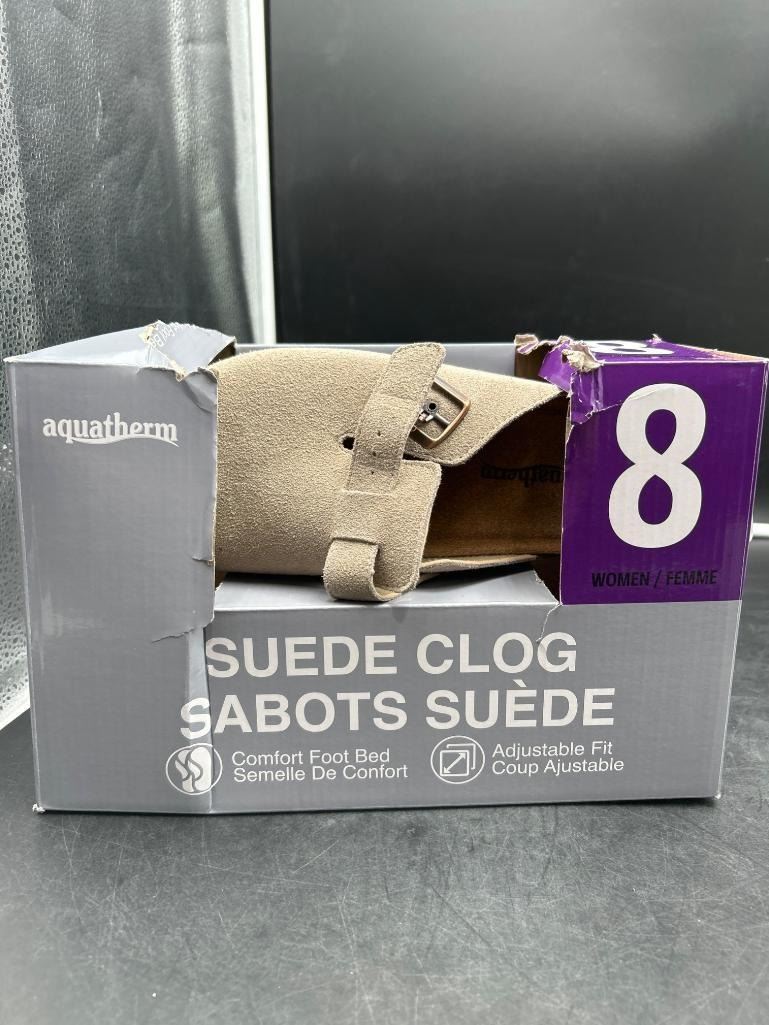 aquatherm
aquatherm
8
8
WOMEN / FEMME
SUEDE CLOG
SABOTS SUÈDE
Comfort Foot Bed
Semelle De Confort
Adjustable Fit
Coup Ajustable